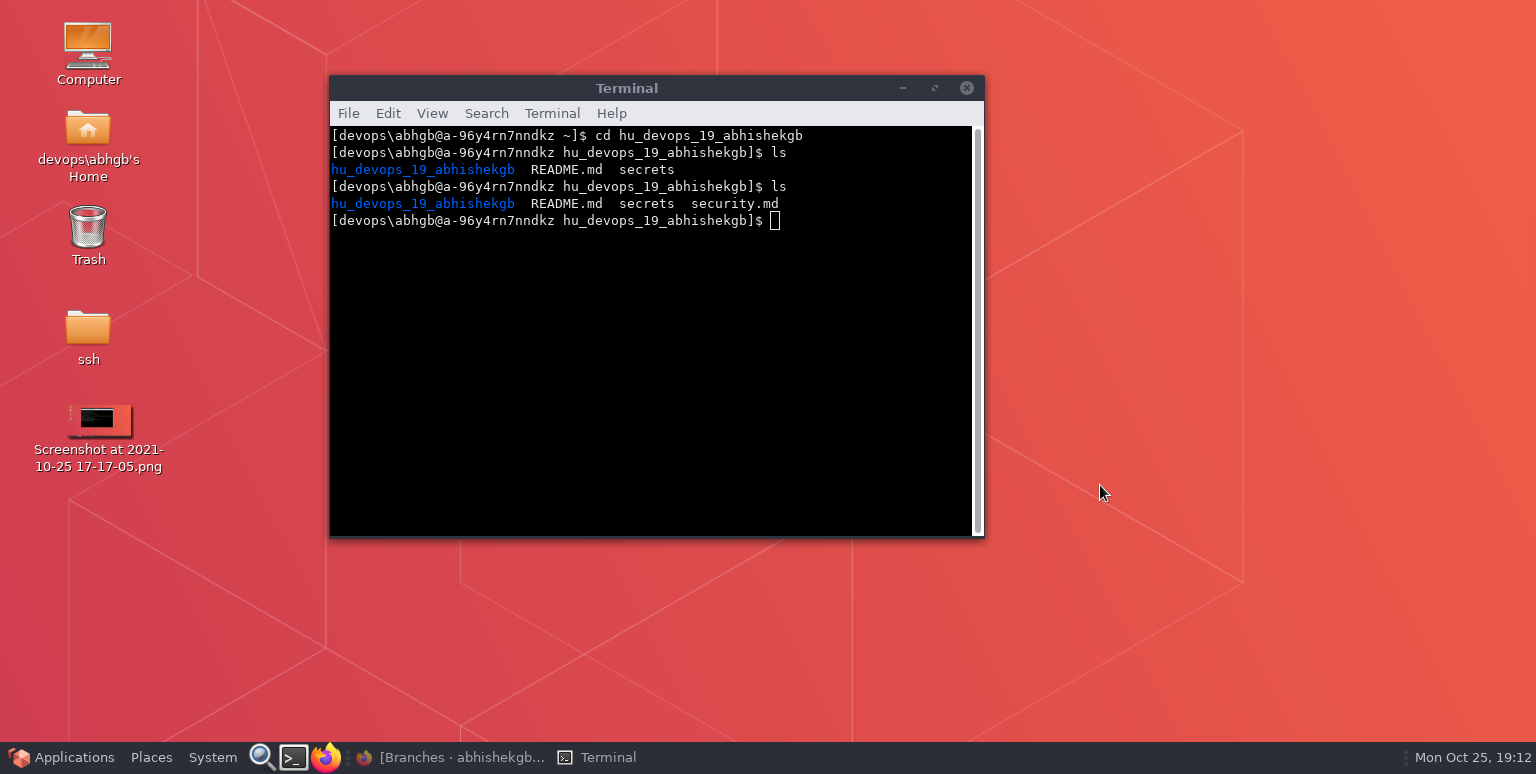 Computer
devops\abhgb's
Home
Trash
ssh
Screenshot at 2021-
10-25 17-17-05.png
Terminal
File Edit View Search Terminal Help
[devops\abhgb@a-96y4rn7nndkz ~]$ cd hu_devops_19_abhishekgb
[devops\abhgb@a-96y4rn7nndkz hu_devops_19_abhishekgb]$ ls
hu_devops_19_abhishekgb  README.md  secrets
[devops\abhgb@a-96y4rn7nndkz hu_devops_19_abhishekgb]$ ls
hu_devops_19_abhishekgb  README.md  secrets  security.md
[devops\abhgb@a-96y4rn7nndkz hu_devops_19_abhishekgb]$
Applications Places System [Branches · abhishekgb... Terminal Mon Oct 25, 19:12